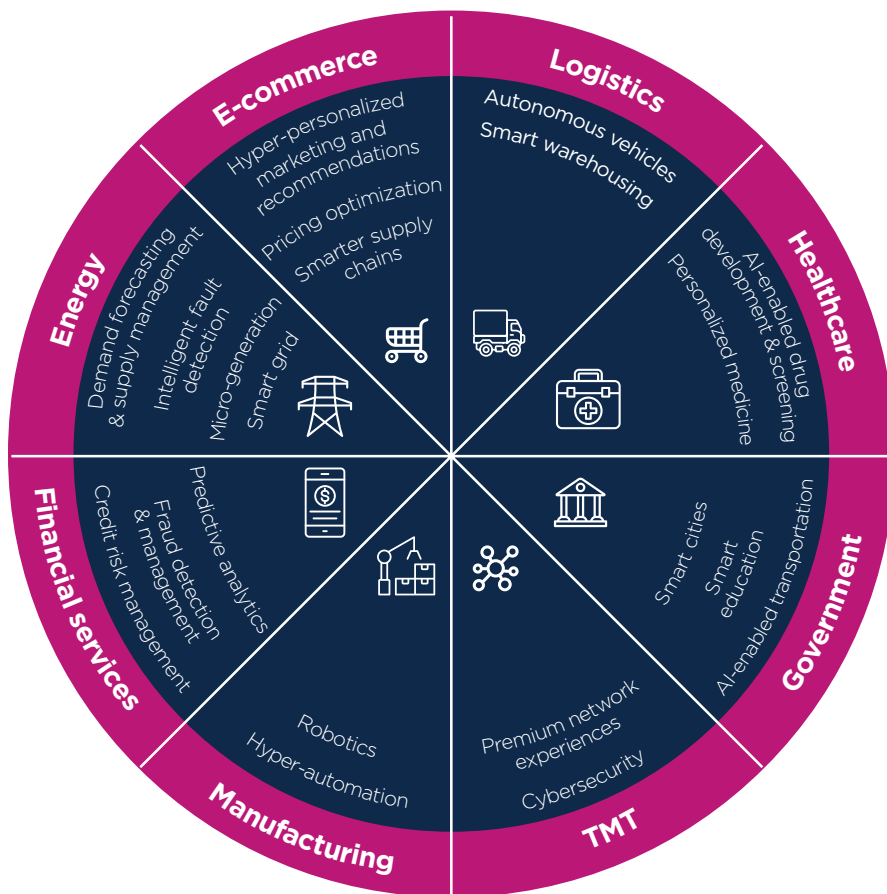 Logistics
Autonomous vehicles
Smart warehousing
Healthcare
AI-enabled drug
development & screening
Personalized medicine
Government
AI-enabled transportation
Smart
education
Smart cities
TMT
Premium network
experiences
Cybersecurity
Manufacturing
Robotics
Hyper-automation
Financial services
Credit risk management
Fraud detection
& management
Predictive analytics
$
Energy
Demand forecasting
& supply management
Intelligent fault
detection
Micro-generation
Smart grid
E-commerce
Hyper-personalized
marketing and
recommendations
Pricing optimization
Smarter supply
chains